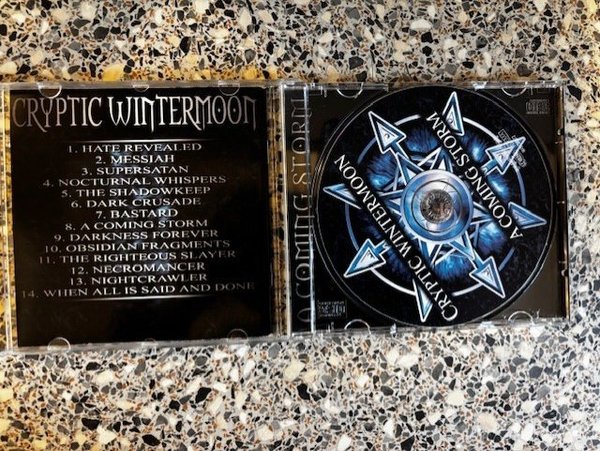 CRYPTIC WINTERMOON
1. HATE REVEALED
2. MESSIAH
3. SUPERSATAN
4. NOCTURNAL WHISPERS
5. THE SHADOWKEEP
6. DARK CRUSADE
7. BASTARD
8. A COMING STORM
9. DARKNESS FOREVER
10. OBSIDIAN FRAGMENTS
11. THE RIGHTEOUS SLAYER
12. NECROMANCER
13. NIGHTCRAWLER
14. WHEN ALL IS SAID AND DONE
A COMING STORM
CRYPTIC WINTERMOON
A COMING STORM
CRYPTIC WINTERMOON